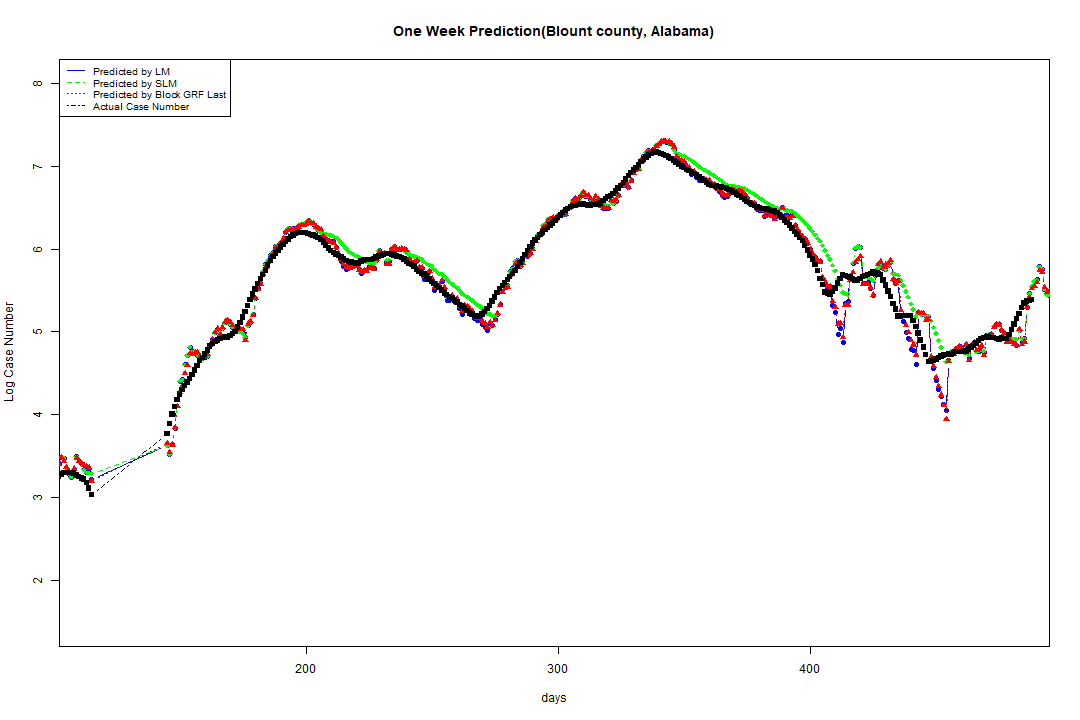 One Week Prediction(Blount county, Alabama)
Predicted by LM
Predicted by SLM
Predicted by Block GRF Last
Actual Case Number
8
7
6
5
4
3
2
Log Case Number
200
300
400
days